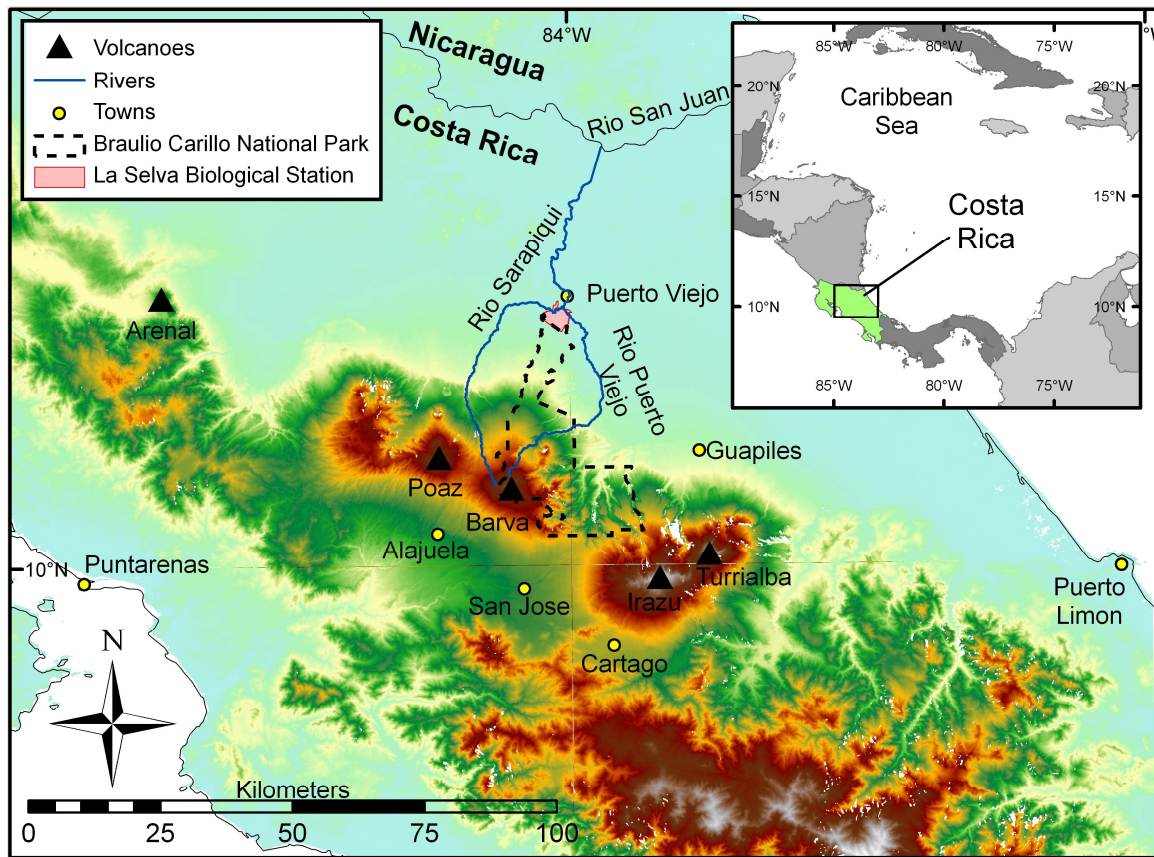 Volcanoes
Rivers
Towns
Braulio Carillo National Park
La Selva Biological Station
Nicaragua
Costa Rica
84°W
°W
Rio San Juan
Rio Sarapiqui
Puerto Viejo
Rio Puerto
Viejo
Arenal
Poaz
Barva
Guapiles
Alajuela
San Jose
Irazu
Turrialba
Cartago
Puntarenas
10°N
Puerto
Limon
N
Kilometers
0 25 50 75 100
85°W 80°W 75°W
20°N 20°N
Caribbean
Sea
15°N 15°N
Costa
Rica
10°N 10°N
85°W 80°W 75°W